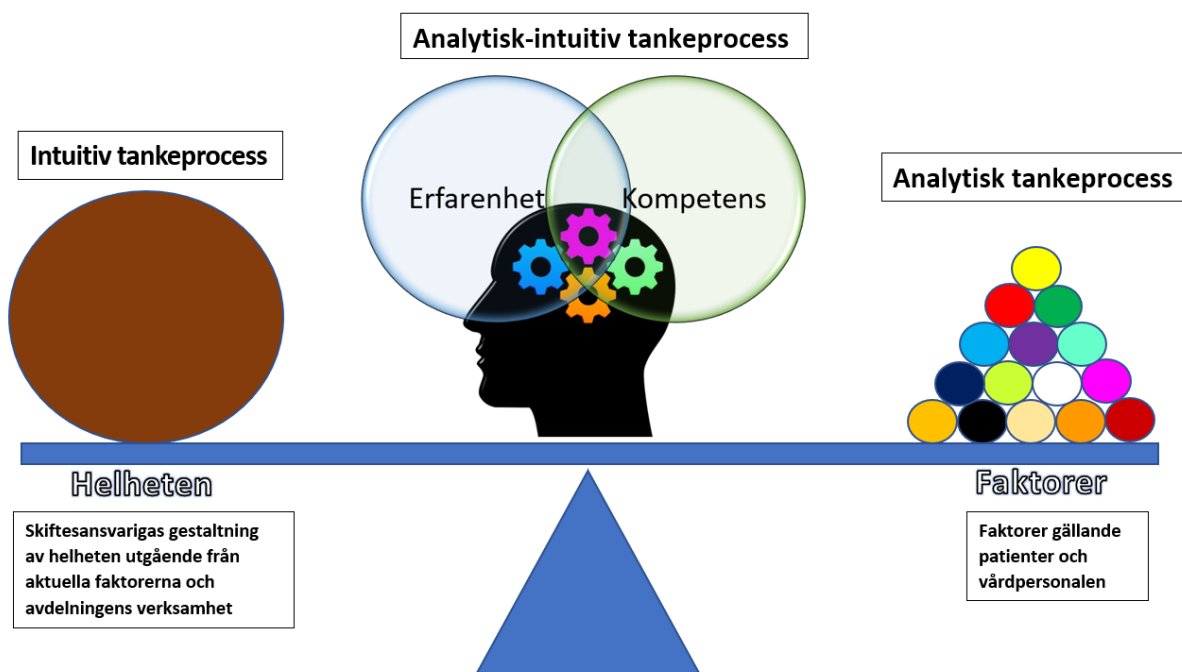 Analytisk-intuitiv tankeprocess
Intuitiv tankeprocess
Analytisk tankeprocess
Erfarenhet
Kompetens
Helheten
Faktorer
Skiftesansvarigas gestaltning
av helheten utgående från
aktuella faktorerna och
avdelningens verksamhet
Faktorer gällande
patienter och
vårdpersonalen